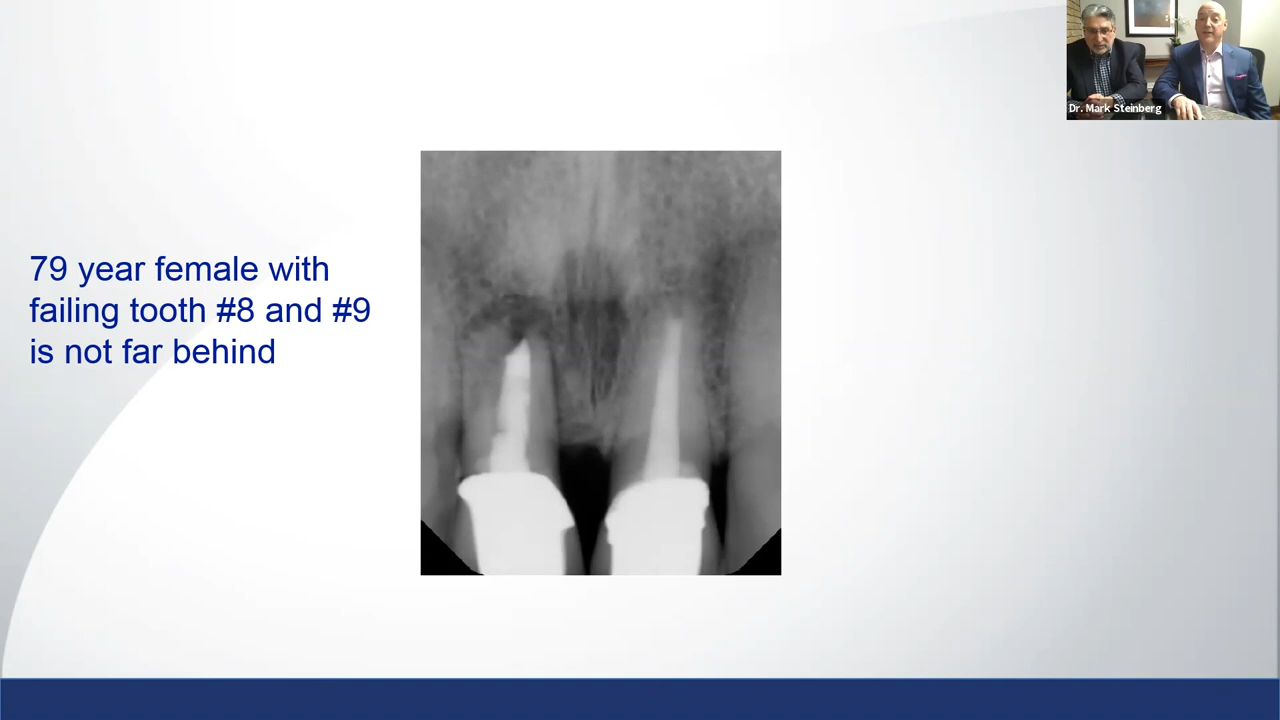 Dr. Mark Steinberg
79 year female with
failing tooth #8 and #9
is not far behind